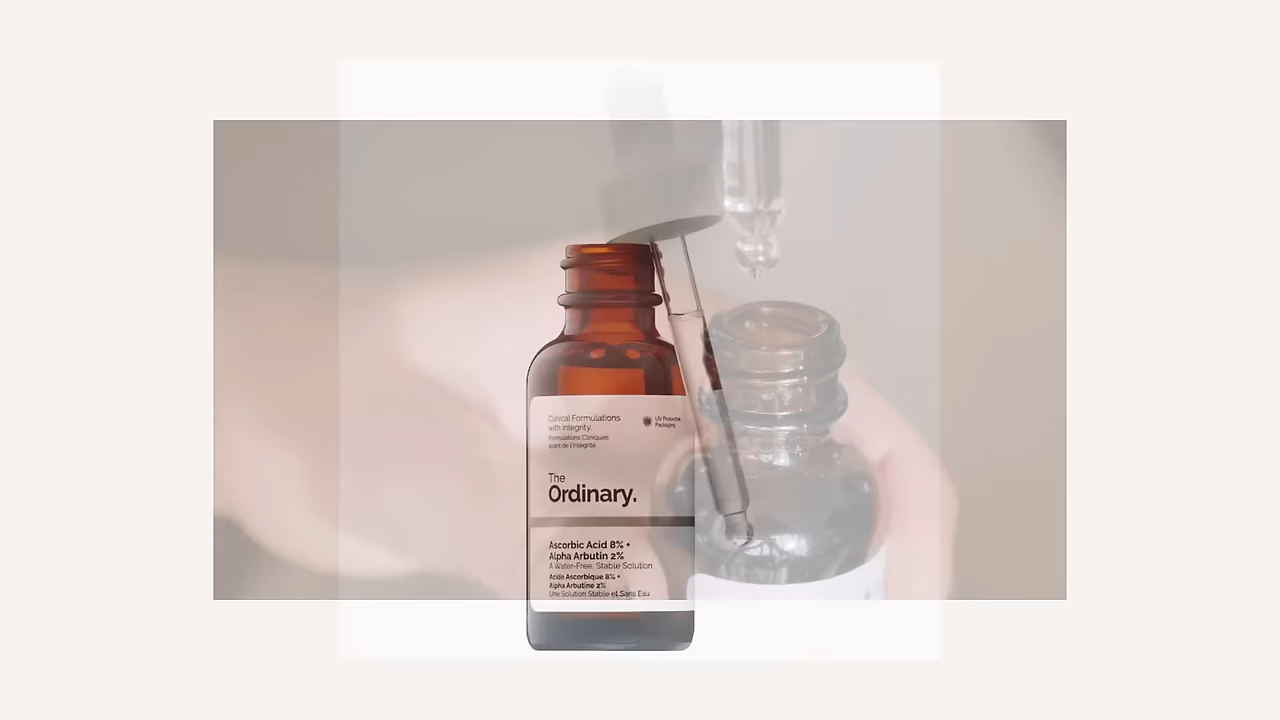 Clinical Formulations
with Integrity.
Formulations Cliniques
ayant de l'intégrité.
UV Protective
Packaging
The
Ordinary.
Ascorbic Acid 8% +
Alpha Arbutin 2%
A Water-Free, Stable Solution
Acide Ascorbique 8% +
Alpha Arbutine 2%
Une Solution Stable et Sans Eau